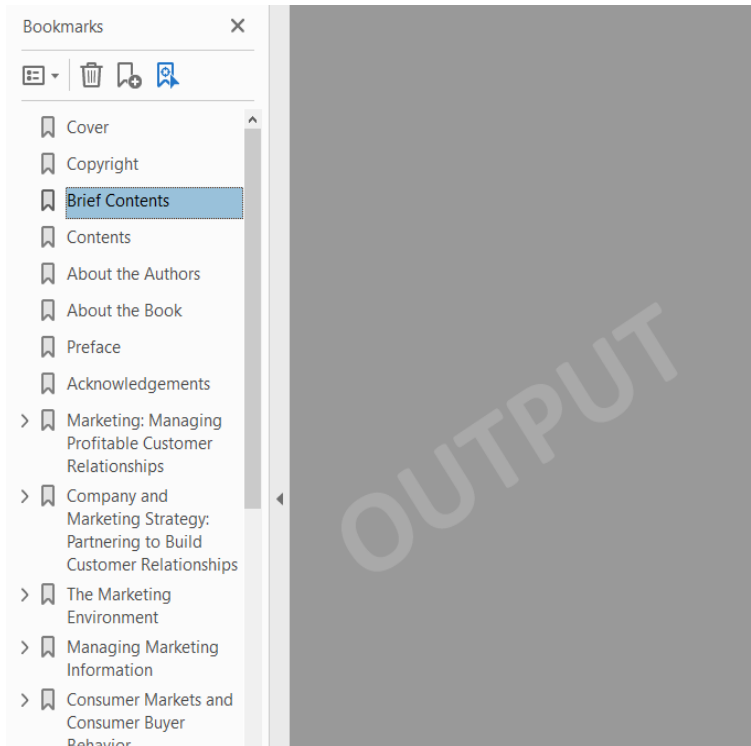 Bookmarks
Cover
Copyright
Brief Contents
Contents
About the Authors
About the Book
Preface
Acknowledgements
Marketing: Managing
Profitable Customer
Relationships
Company and
Marketing Strategy:
Partnering to Build
Customer Relationships
The Marketing
Environment
Managing Marketing
Information
Consumer Markets and
Consumer Buyer
Behavior
OUTPUT